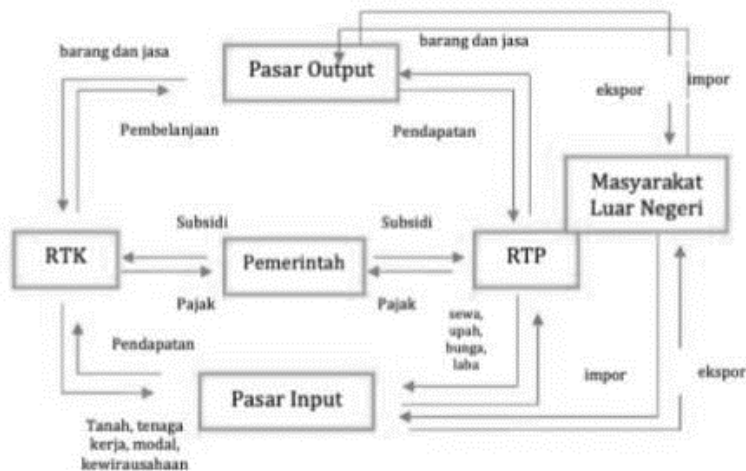 barang dan jasa
Pasar Output
barang dan jasa
impor
ekspor
Pembelanjaan
Pendapatan
Masyarakat
Luar Negeri
Subsidi
Subsidi
RTK
Pemerintah
RTP
Pajak
Pajak
sewa,
upah,
bunga,
laba
Pendapatan
impor
ekspor
Pasar Input
Tanah, tenaga
kerja, modal,
kewirausahaan